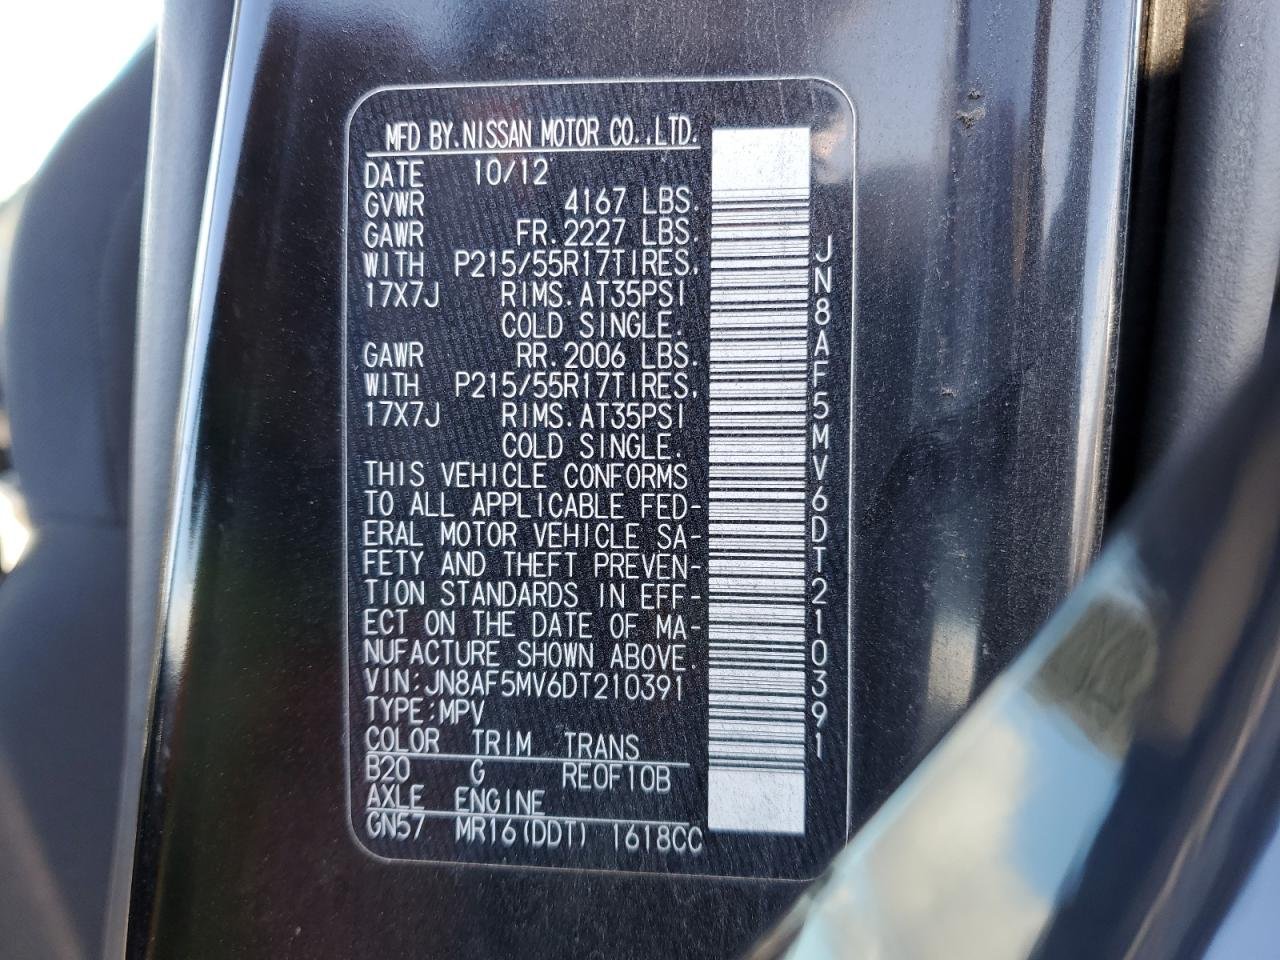 MFD BY.NISSAN MOTOR CO.,LTD.
DATE 10/12
GVWR 4167 LBS.
GAWR FR.2227 LBS.
WITH P215/55R17TIRES,
17X7J RIMS.AT35PSI
COLD SINGLE.
GAWR RR.2006 LBS.
WITH P215/55R17TIRES,
17X7J RIMS.AT35PSI
COLD SINGLE.
THIS VEHICLE CONFORMS
TO ALL APPLICABLE FED-
ERAL MOTOR VEHICLE SA-
FETY AND THEFT PREVEN-
TION STANDARDS IN EFF-
ECT ON THE DATE OF MA-
NUFACTURE SHOWN ABOVE.
VIN:JN8AF5MV6DT210391
TYPE:MPV
COLOR TRIM TRANS
B20 G RE0F10B
AXLE ENGINE
GN57 MR16(DDT) 1618CC
JN8AF5MV6DT210391